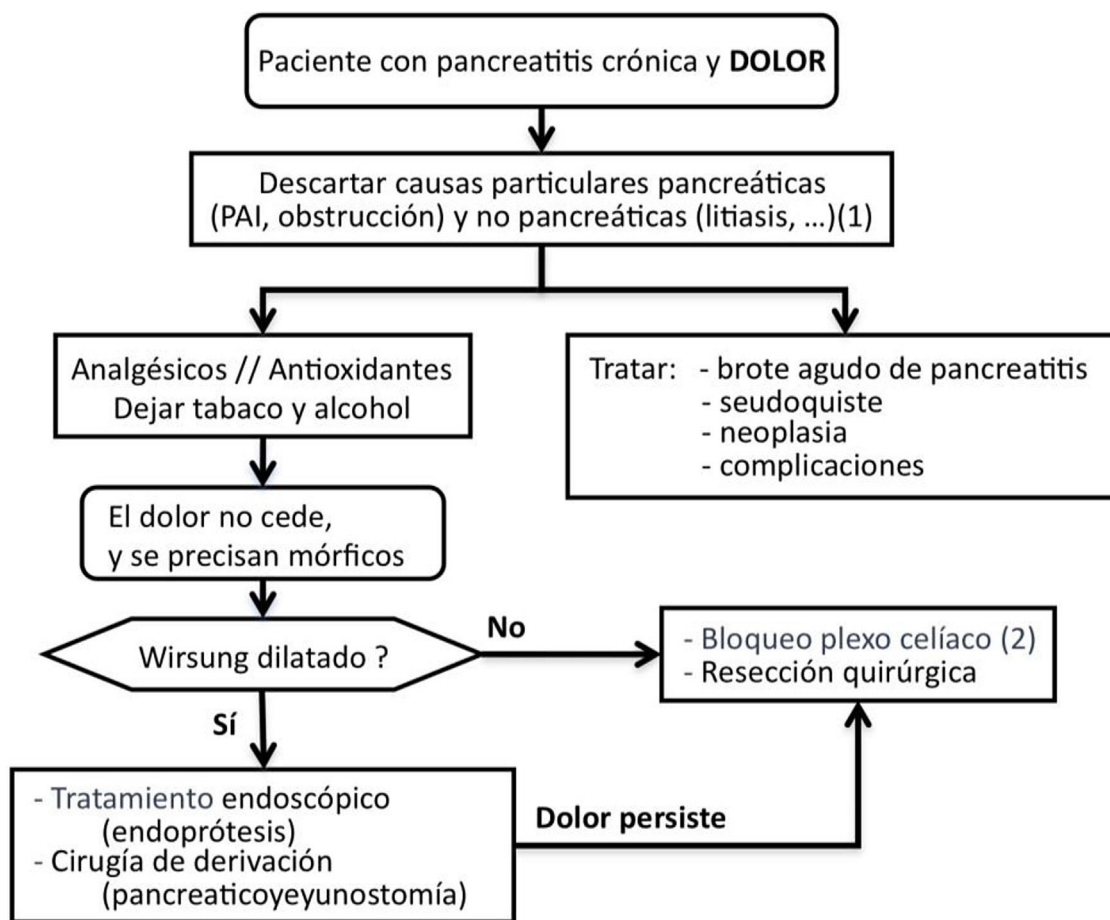 Paciente con pancreatitis crónica y DOLOR
Descartar causas particulares pancreáticas
(PAI, obstrucción) y no pancreáticas (litiasis, ...)(1)
Analgésicos // Antioxidantes
Dejar tabaco y alcohol
Tratar: - brote agudo de pancreatitis
- seudoquiste
- neoplasia
- complicaciones
El dolor no cede,
y se precisan mórficos
Wirsung dilatado ?
No
- Bloqueo plexo celíaco (2)
- Resección quirúrgica
Sí
- Tratamiento endoscópico
(endoprótesis)
- Cirugía de derivación
(pancreaticoyeyunostomía)
Dolor persiste